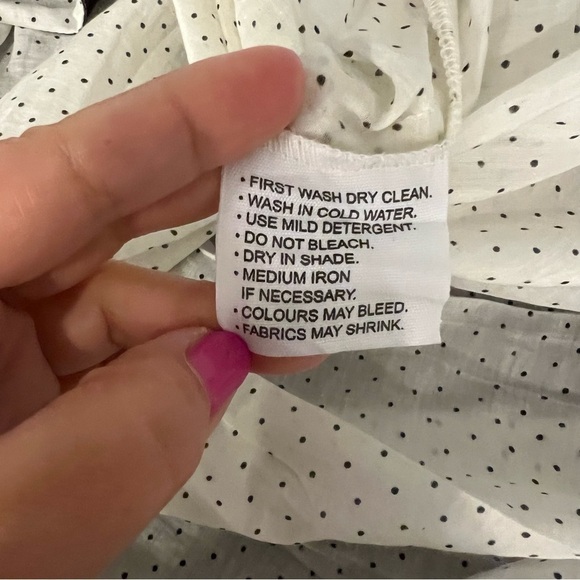 • FIRST WASH DRY CLEAN.
• WASH IN COLD WATER.
• USE MILD DETERGENT.
• DO NOT BLEACH.
• DRY IN SHADE.
• MEDIUM IRON
IF NECESSARY.
• COLOURS MAY BLEED.
• FABRICS MAY SHRINK.